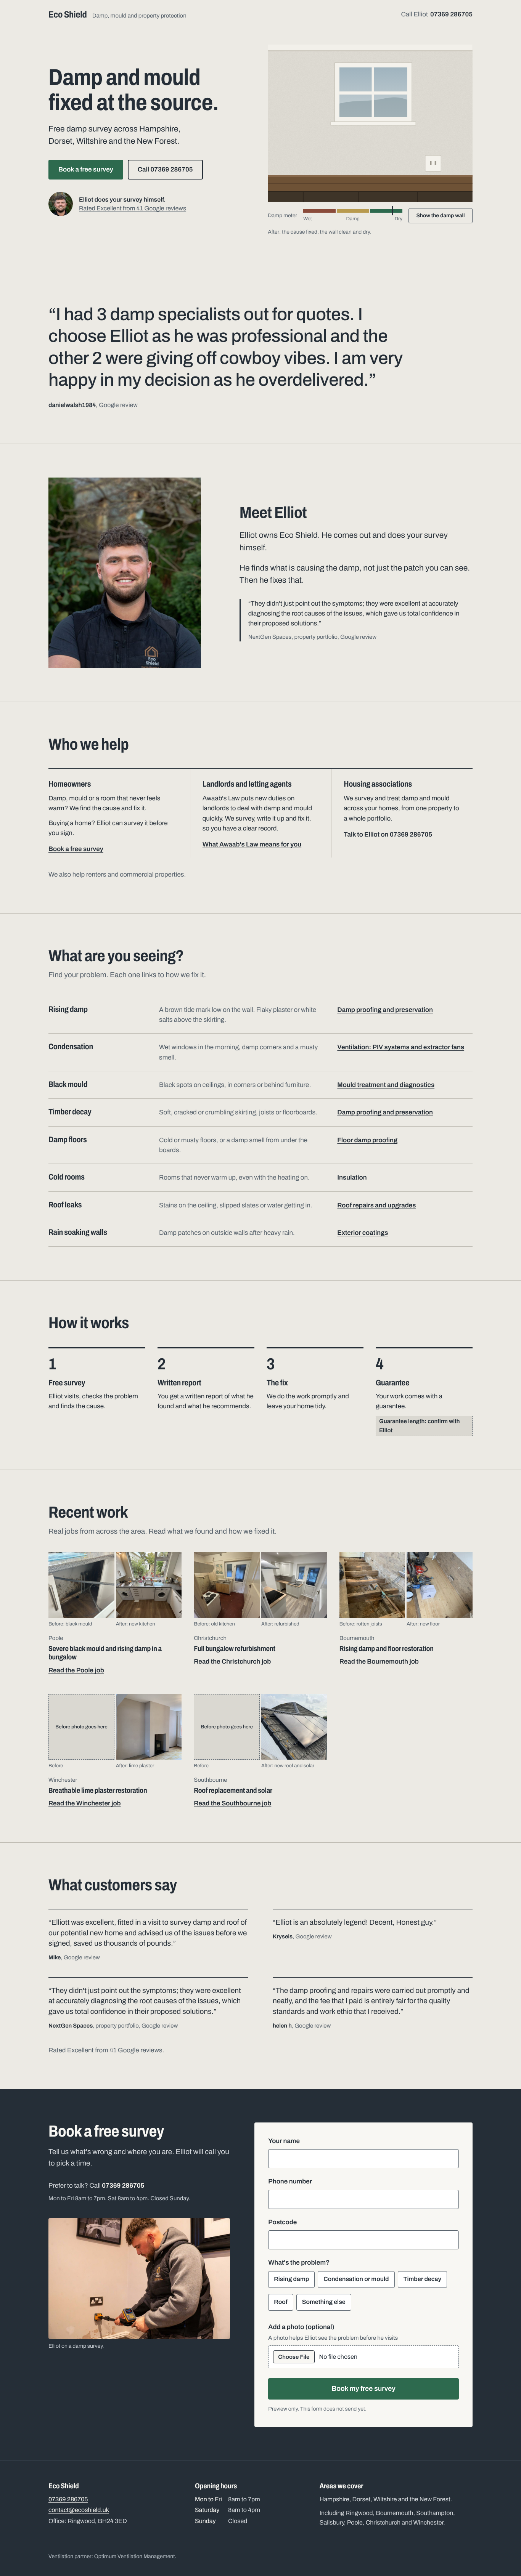 Eco Shield Damp, mould and property protection
Call Elliot 07369 286705
Damp and mould
fixed at the source.
Free damp survey across Hampshire,
Dorset, Wiltshire and the New Forest.
Book a free survey
Call 07369 286705
Elliot does your survey himself.
Rated Excellent from 41 Google reviews
Damp meter
Wet
Damp
Dry
Show the damp wall
After: the cause fixed, the wall clean and dry.
“I had 3 damp specialists out for quotes. I
choose Elliot as he was professional and the
other 2 were giving off cowboy vibes. I am very
happy in my decision as he overdelivered.”
danielwalsh1984, Google review
Eco
Shield
Meet Elliot
Elliot owns Eco Shield. He comes out and does your survey
himself.
He finds what is causing the damp, not just the patch you can see.
Then he fixes that.
“They didn't just point out the symptoms; they were excellent at accurately
diagnosing the root causes of the issues, which gave us total confidence in
their proposed solutions.”
NextGen Spaces, property portfolio, Google review
Who we help
Homeowners
Damp, mould or a room that never feels
warm? We find the cause and fix it.
Buying a home? Elliot can survey it before
you sign.
Book a free survey
Landlords and letting agents
Awaab's Law puts new duties on
landlords to deal with damp and mould
quickly. We survey, write it up and fix it,
so you have a clear record.
What Awaab's Law means for you
Housing associations
We survey and treat damp and mould
across your homes, from one property to
a whole portfolio.
Talk to Elliot on 07369 286705
We also help renters and commercial properties.
What are you seeing?
Find your problem. Each one links to how we fix it.
Rising damp
A brown tide mark low on the wall. Flaky plaster or white
salts above the skirting.
Damp proofing and preservation
Condensation
Wet windows in the morning, damp corners and a musty
smell.
Ventilation: PIV systems and extractor fans
Black mould
Black spots on ceilings, in corners or behind furniture.
Mould treatment and diagnostics
Timber decay
Soft, cracked or crumbling skirting, joists or floorboards.
Damp proofing and preservation
Damp floors
Cold or musty floors, or a damp smell from under the
boards.
Floor damp proofing
Cold rooms
Rooms that never warm up, even with the heating on.
Insulation
Roof leaks
Stains on the ceiling, slipped slates or water getting in.
Roof repairs and upgrades
Rain soaking walls
Damp patches on outside walls after heavy rain.
Exterior coatings
How it works
1
Free survey
Elliot visits, checks the problem
and finds the cause.
2
Written report
You get a written report of what he
found and what he recommends.
3
The fix
We do the work promptly and
leave your home tidy.
4
Guarantee
Your work comes with a
guarantee.
Guarantee length: confirm with
Elliot
Recent work
Real jobs from across the area. Read what we found and how we fixed it.
Before: black mould
After: new kitchen
Poole
Severe black mould and rising damp in a
bungalow
Read the Poole job
Before: old kitchen
After: refurbished
Christchurch
Full bungalow refurbishment
Read the Christchurch job
Before: rotten joists
After: new floor
Bournemouth
Rising damp and floor restoration
Read the Bournemouth job
Before photo goes here
Before
After: lime plaster
Winchester
Breathable lime plaster restoration
Read the Winchester job
Before photo goes here
Before
After: new roof and solar
Southbourne
Roof replacement and solar
Read the Southbourne job
What customers say
“Elliott was excellent, fitted in a visit to survey damp and roof of
our potential new home and advised us of the issues before we
signed, saved us thousands of pounds.”
Mike, Google review
“Elliot is an absolutely legend! Decent, Honest guy.”
Kryseis, Google review
“They didn't just point out the symptoms; they were excellent
at accurately diagnosing the root causes of the issues, which
gave us total confidence in their proposed solutions.”
NextGen Spaces, property portfolio, Google review
“The damp proofing and repairs were carried out promptly and
neatly, and the fee that I paid is entirely fair for the quality
standards and work ethic that I received.”
helen h, Google review
Rated Excellent from 41 Google reviews.
Book a free survey
Tell us what's wrong and where you are. Elliot will call you
to pick a time.
Prefer to talk? Call 07369 286705
Mon to Fri 8am to 7pm. Sat 8am to 4pm. Closed Sunday.
Elliot on a damp survey.
Your name
Phone number
Postcode
What's the problem?
Rising damp
Condensation or mould
Timber decay
Roof
Something else
Add a photo (optional)
A photo helps Elliot see the problem before he visits
Choose File No file chosen
Book my free survey
Preview only. This form does not send yet.
Eco Shield
07369 286705
contact@ecoshield.uk
Office: Ringwood, BH24 3ED
Opening hours
Mon to Fri 8am to 7pm
Saturday 8am to 4pm
Sunday Closed
Areas we cover
Hampshire, Dorset, Wiltshire and the New Forest.
Including Ringwood, Bournemouth, Southampton,
Salisbury, Poole, Christchurch and Winchester.
Ventilation partner: Optimum Ventilation Management.